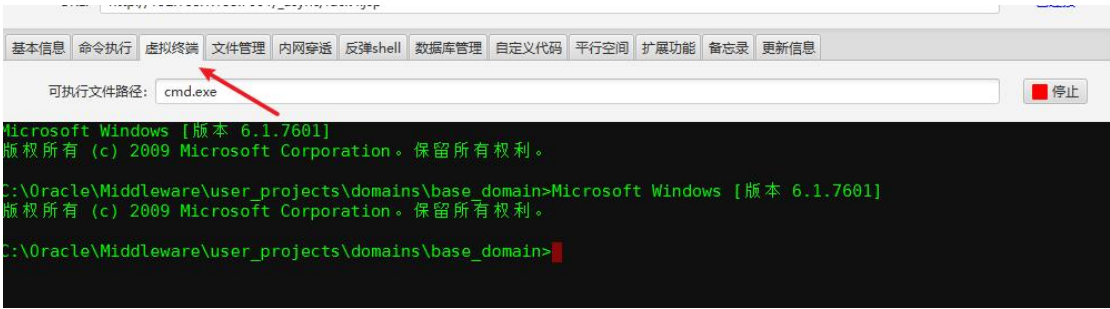 基本信息 命令执行 虚拟终端 文件管理 内网穿透 反弹shell 数据库管理 自定义代码 平行空间 扩展功能 备忘录 更新信息
可执行文件路径: cmd.exe 停止
Microsoft Windows [版本 6.1.7601]
版权所有 (c) 2009 Microsoft Corporation。保留所有权利。
C:\Oracle\Middleware\user_projects\domains\base_domain>Microsoft Windows [版本 6.1.7601]
版权所有 (c) 2009 Microsoft Corporation。保留所有权利。
C:\Oracle\Middleware\user_projects\domains\base_domain>